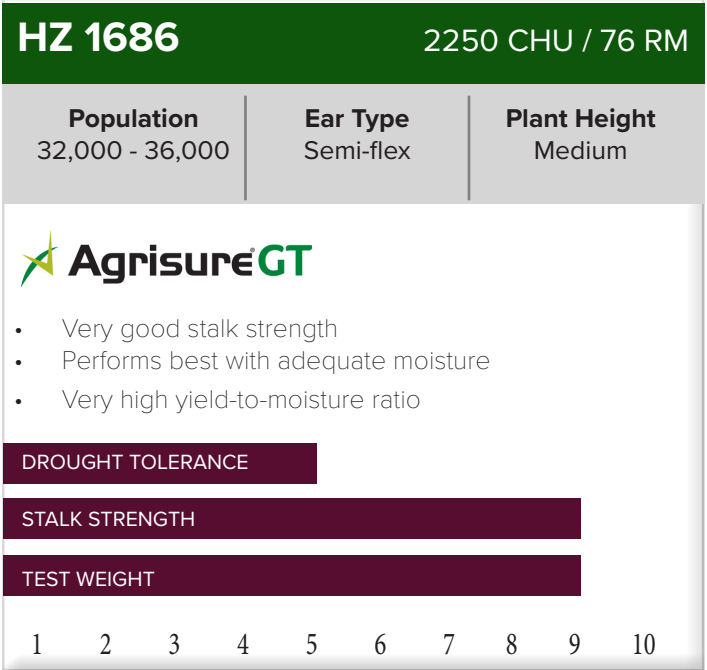 HZ 1686 2250 CHU / 76 RM
Population Ear Type Plant Height
32,000 - 36,000 Semi-flex Medium
Agrisure® GT
• Very good stalk strength
• Performs best with adequate moisture
• Very high yield-to-moisture ratio
DROUGHT TOLERANCE
STALK STRENGTH
TEST WEIGHT
1 2 3 4 5 6 7 8 9 10